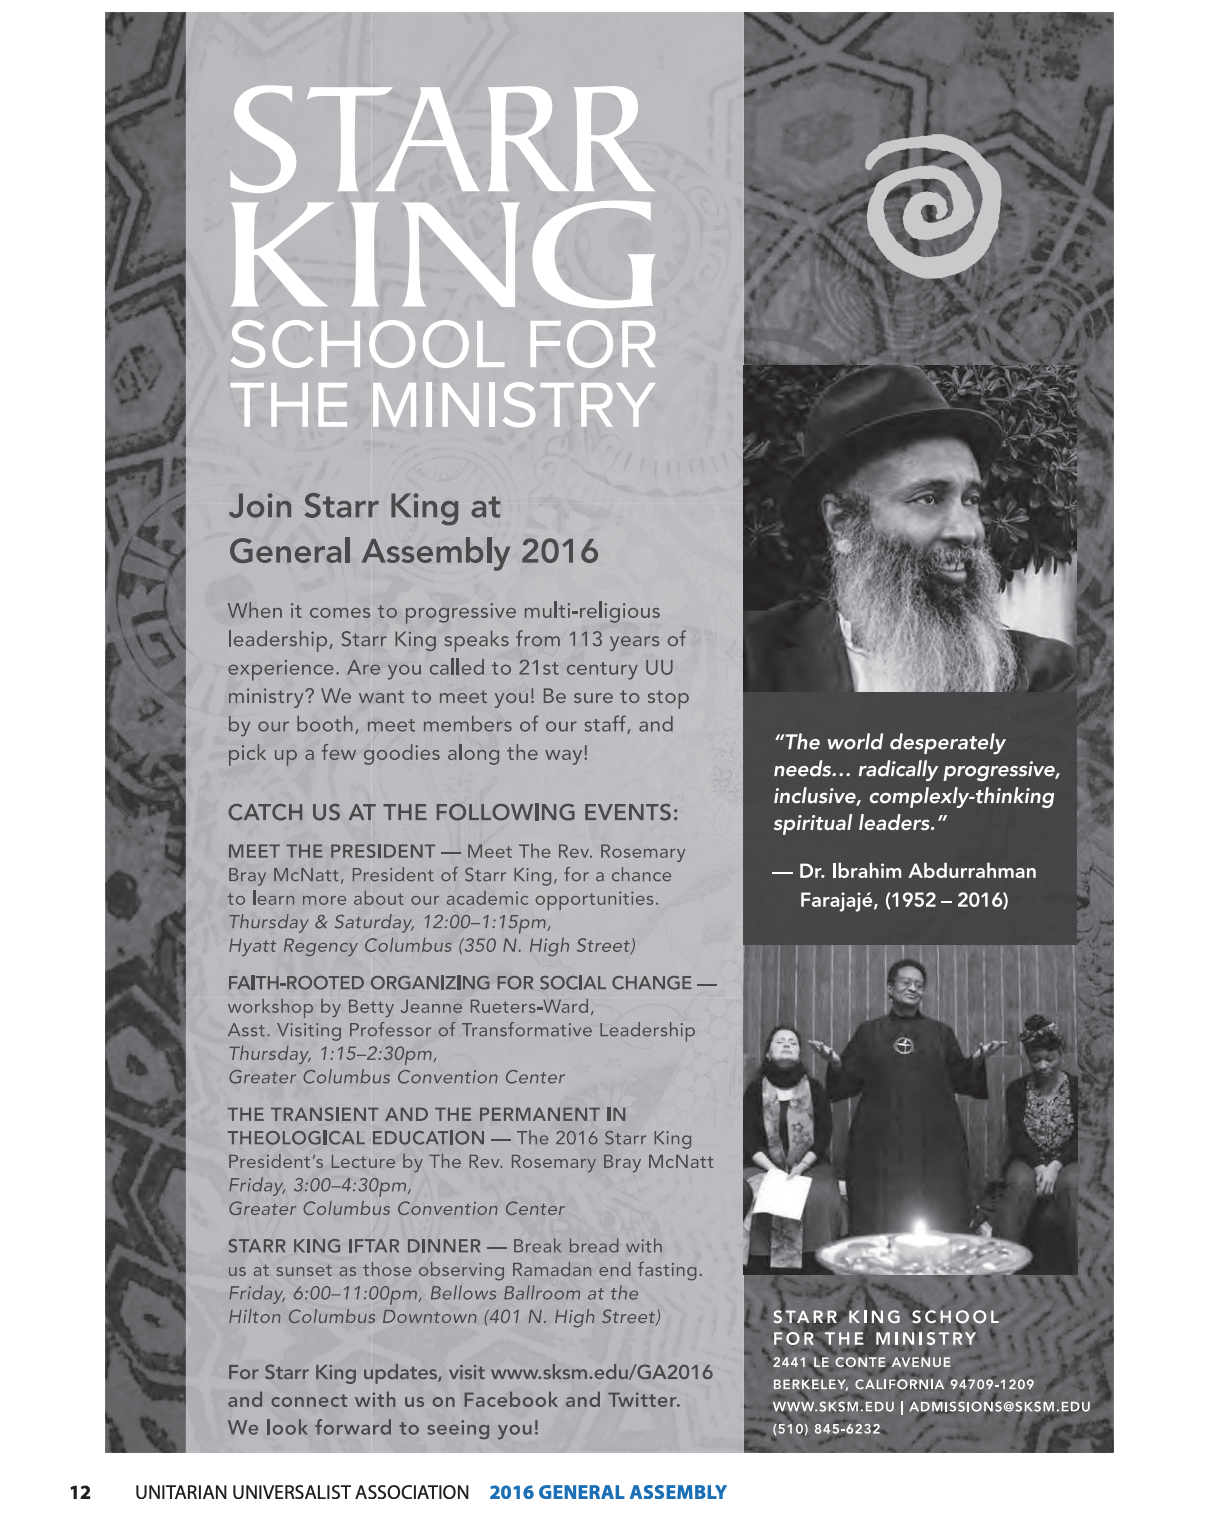 STARR
KING
SCHOOL FOR
THE MINISTRY
Join Starr King at
General Assembly 2016
When it comes to progressive multi-religious
leadership, Starr King speaks from 113 years of
experience. Are you called to 21st century UU
ministry? We want to meet you! Be sure to stop
by our booth, meet members of our staff, and
pick up a few goodies along the way!
CATCH US AT THE FOLLOWING EVENTS:
MEET THE PRESIDENT — Meet The Rev. Rosemary
Bray McNatt, President of Starr King, for a chance
to learn more about our academic opportunities.
Thursday & Saturday, 12:00–1:15pm,
Hyatt Regency Columbus (350 N. High Street)
FAITH-ROOTED ORGANIZING FOR SOCIAL CHANGE —
workshop by Betty Jeanne Rueters-Ward,
Asst. Visiting Professor of Transformative Leadership
Thursday, 1:15–2:30pm,
Greater Columbus Convention Center
THE TRANSIENT AND THE PERMANENT IN
THEOLOGICAL EDUCATION — The 2016 Starr King
President’s Lecture by The Rev. Rosemary Bray McNatt
Friday, 3:00–4:30pm,
Greater Columbus Convention Center
STARR KING IFTAR DINNER — Break bread with
us at sunset as those observing Ramadan end fasting.
Friday, 6:00–11:00pm, Bellows Ballroom at the
Hilton Columbus Downtown (401 N. High Street)
For Starr King updates, visit www.sksm.edu/GA2016
and connect with us on Facebook and Twitter.
We look forward to seeing you!
“The world desperately
needs… radically progressive,
inclusive, complexly-thinking
spiritual leaders.”
— Dr. Ibrahim Abdurrahman
Farajajé, (1952 – 2016)
STARR KING SCHOOL
FOR THE MINISTRY
2441 LE CONTE AVENUE
BERKELEY, CALIFORNIA 94709-1209
WWW.SKSM.EDU | ADMISSIONS@SKSM.EDU
(510) 845-6232
12 UNITARIAN UNIVERSALIST ASSOCIATION 2016 GENERAL ASSEMBLY